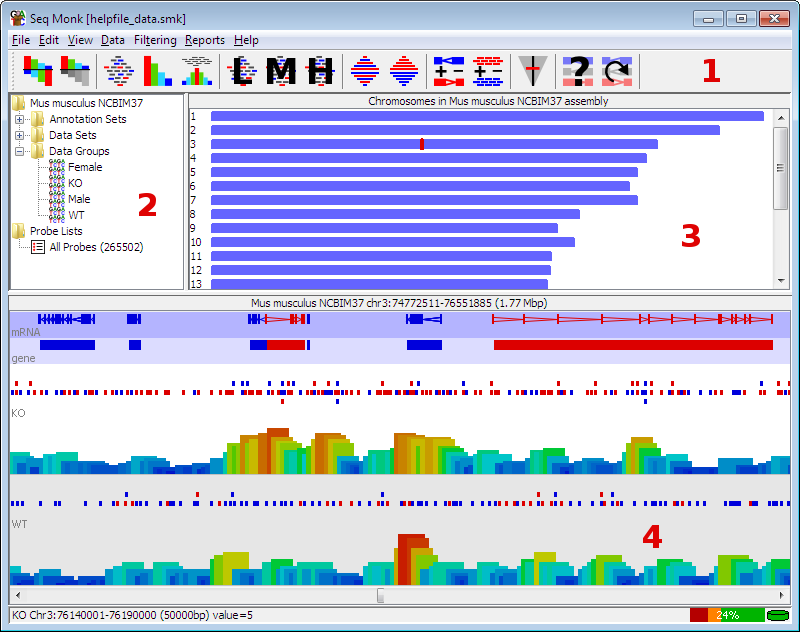 Seq Monk [helpfile_data.smk]
File Edit View Data Filtering Reports Help
L M H + - + - ? 1
Mus musculus NCBIM37
Annotation Sets
Data Sets
Data Groups
Female
KO
Male
WT
Probe Lists
All Probes (265502)
2
Chromosomes in Mus musculus NCBIM37 assembly
1
2
3
4
5
6
7
8
9
10
11
12
13
3
Mus musculus NCBIM37 chr3:74772511-76551885 (1.77 Mbp)
mRNA
gene
KO
WT
4
KO Chr3:76140001-76190000 (50000bp) value=5
24%